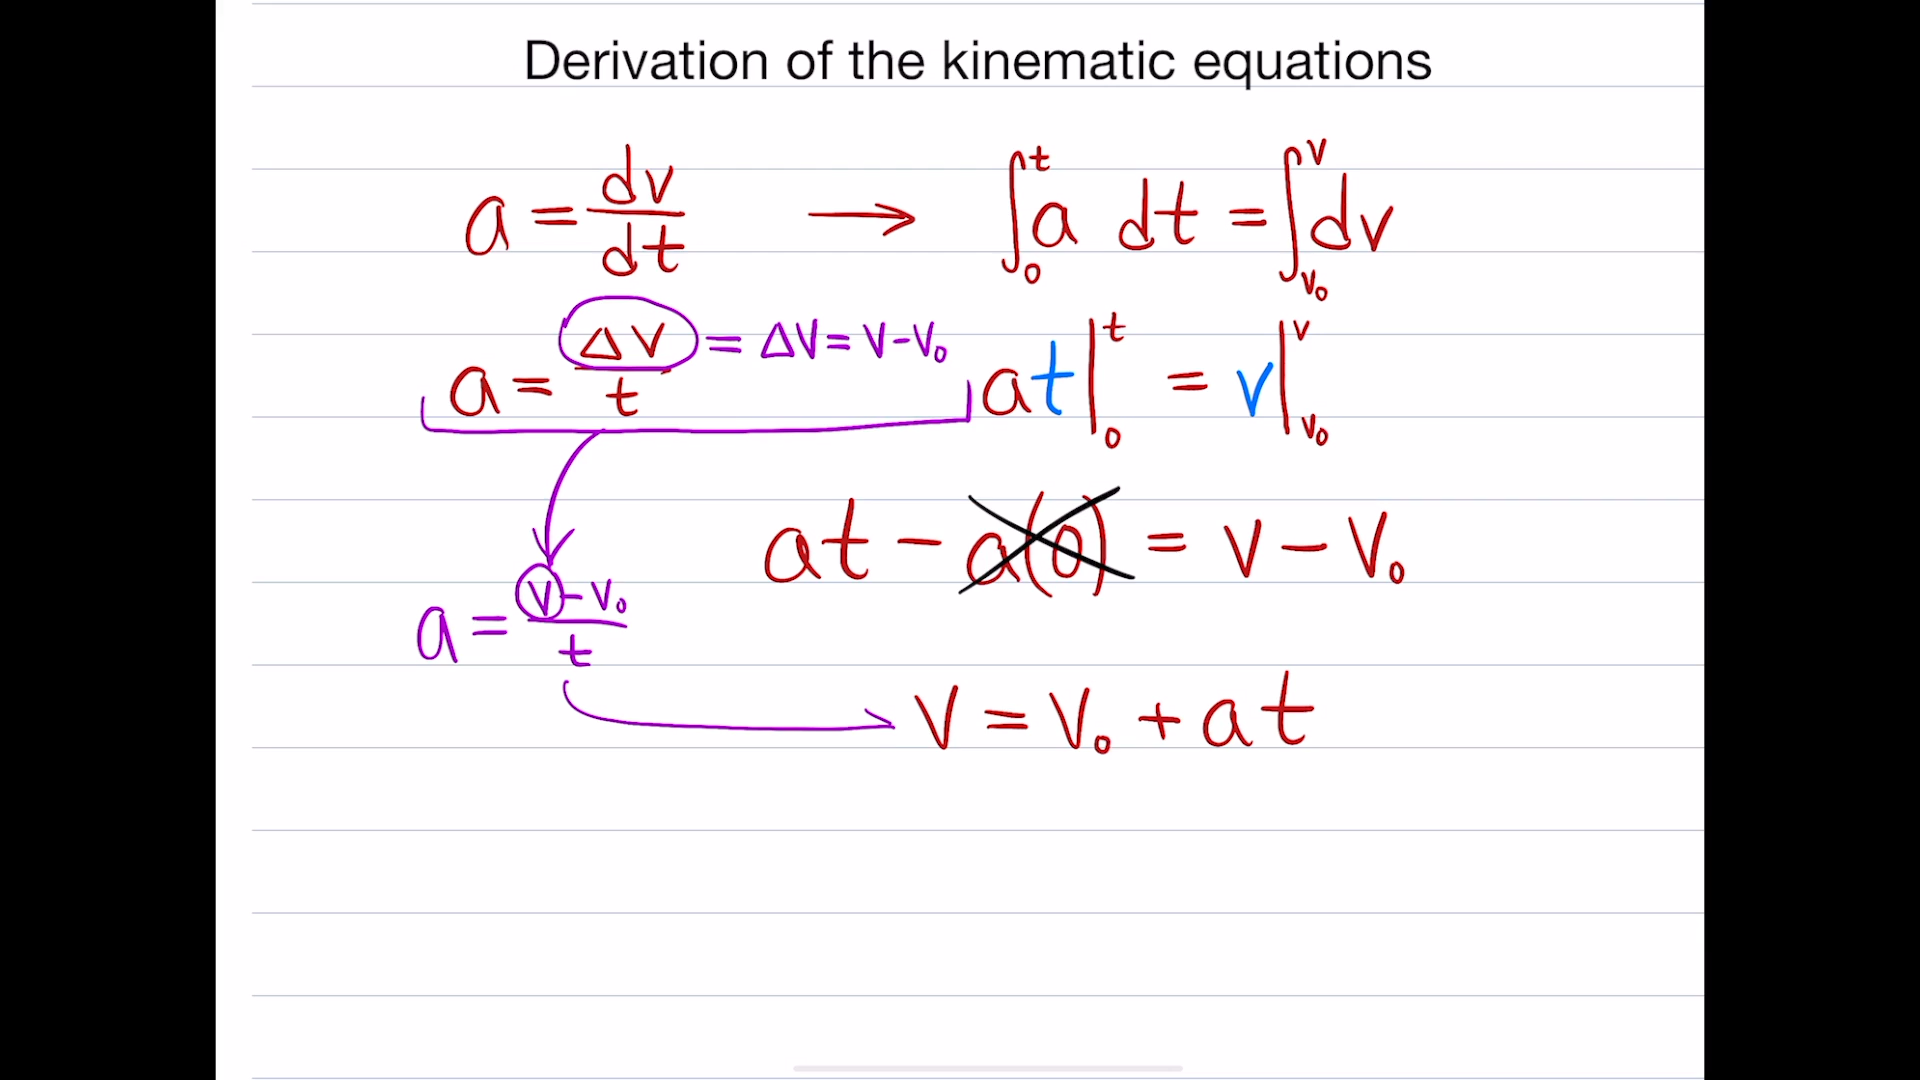 Derivation of the kinematic equations
a = dv/dt → ∫₀ᵗ a dt = ∫ᵥ₀ᵛ dv
a = Δv/t = Δv = v - v₀
at |₀ᵗ = v |ᵥ₀ᵛ
at - a(0) = v - v₀
a = v - v₀/t
v = v₀ + at